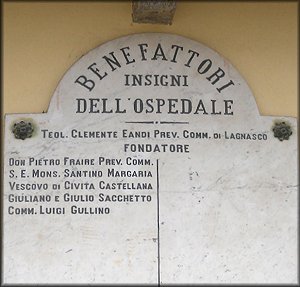 BENEFATTORI
INSIGNI
DELL'OSPEDALE
TEOL. CLEMENTE EANDI PREV. COMM. DI LAGNASCO
FONDATORE
DON PIETRO FRAIRE PREV. COMM.
S. E. MONS. SANTINO MARGARIA
VESCOVO DI CIVITA CASTELLANA
GIULIANO E GIULIO SACCHETTO
COMM. LUIGI GULLINO